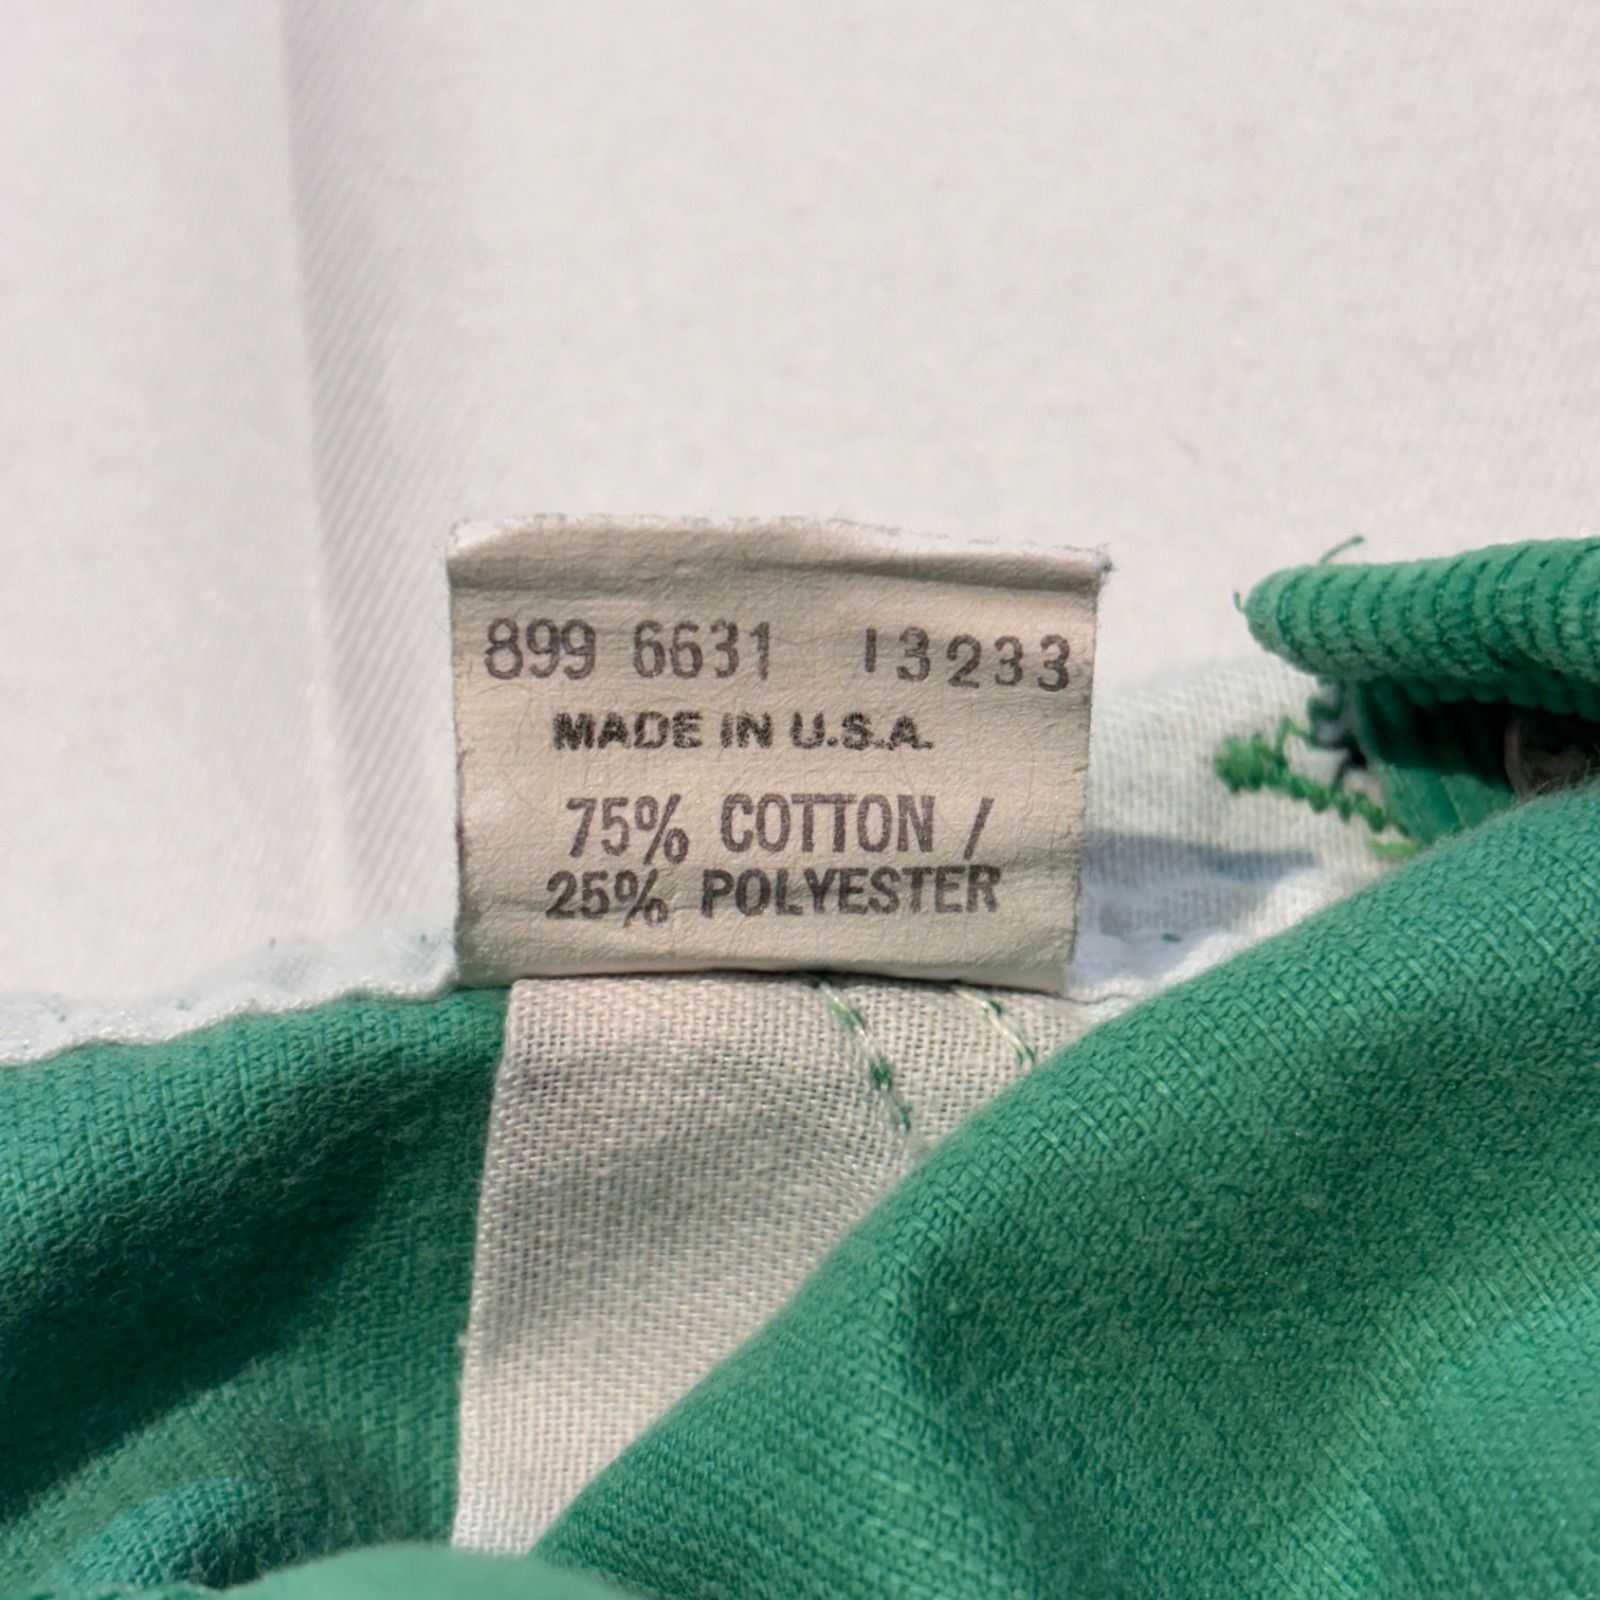 899 6631 13233
MADE IN U.S.A.
75% COTTON /
25% POLYESTER